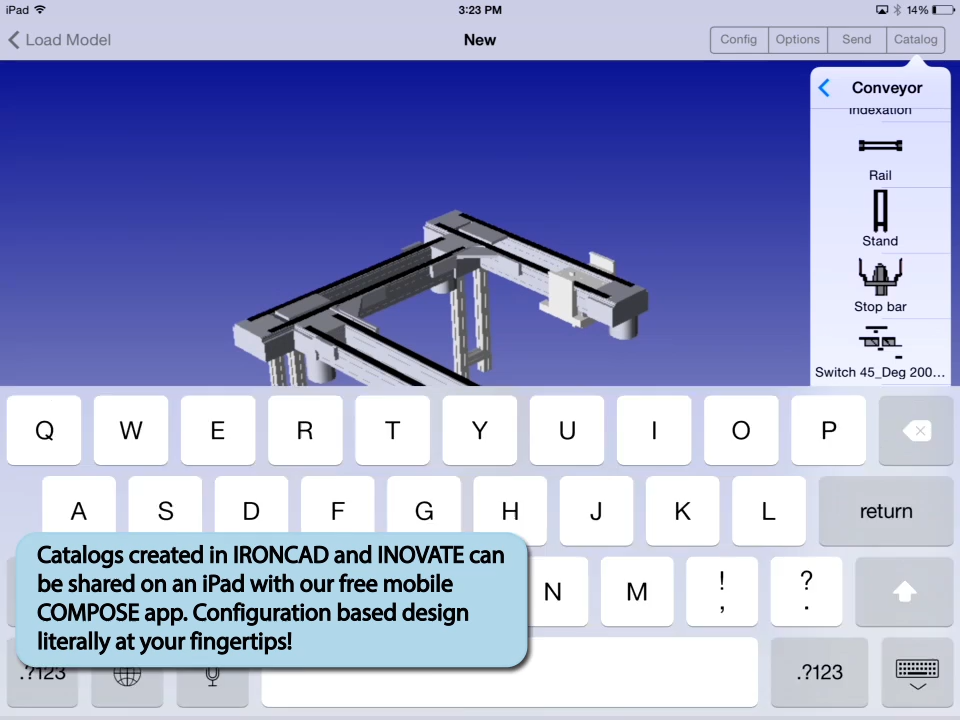 iPad 3:23 PM 14%
Load Model New Config Options Send Catalog
Conveyor
Indexation
Rail
Stand
Stop bar
Switch 45_Deg 200...
Q W E R T Y U I O P
A S D F G H J K L return
Catalogs created in IRONCAD and INOVATE can
be shared on an iPad with our free mobile
COMPOSE app. Configuration based design
literally at your fingertips!
N M ! , ? .
.?123 .?123